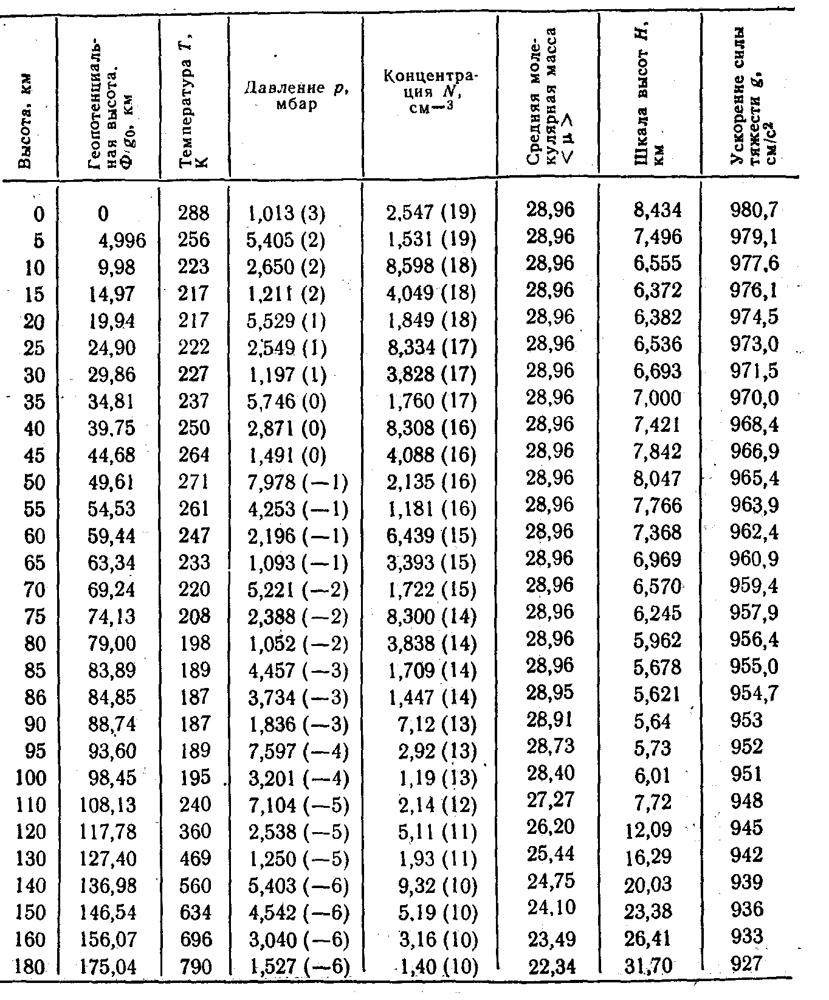 Высота, км | Геопотенциаль-ная высота, Ф/g0, км | Температура T, К | Давление p, мбар | Концентра-ция N, см—3 | Средняя моле-кулярная масса <μ> | Шкала высот H, км | Ускорение силы тяжести g, см/с2
0 0 288 1,013 (3) 2,547 (19) 28,96 8,434 980,7
5 4,996 256 5,405 (2) 1,531 (19) 28,96 7,496 979,1
10 9,98 223 2,650 (2) 8,598 (18) 28,96 6,555 977,6
15 14,97 217 1,211 (2) 4,049 (18) 28,96 6,372 976,1
20 19,94 217 5,529 (1) 1,849 (18) 28,96 6,382 974,5
25 24,90 222 2,549 (1) 8,334 (17) 28,96 6,536 973,0
30 29,86 227 1,197 (1) 3,828 (17) 28,96 6,693 971,5
35 34,81 237 5,746 (0) 1,760 (17) 28,96 7,000 970,0
40 39,75 250 2,871 (0) 8,308 (16) 28,96 7,421 968,4
45 44,68 264 1,491 (0) 4,088 (16) 28,96 7,842 966,9
50 49,61 271 7,978 (—1) 2,135 (16) 28,96 8,047 965,4
55 54,53 261 4,253 (—1) 1,181 (16) 28,96 7,766 963,9
60 59,44 247 2,196 (—1) 6,439 (15) 28,96 7,368 962,4
65 63,34 233 1,093 (—1) 3,393 (15) 28,96 6,969 960,9
70 69,24 220 5,221 (—2) 1,722 (15) 28,96 6,570 959,4
75 74,13 208 2,388 (—2) 8,300 (14) 28,96 6,245 957,9
80 79,00 198 1,052 (—2) 3,838 (14) 28,96 5,962 956,4
85 83,89 189 4,457 (—3) 1,709 (14) 28,96 5,678 955,0
86 84,85 187 3,734 (—3) 1,447 (14) 28,95 5,621 954,7
90 88,74 187 1,836 (—3) 7,12 (13) 28,91 5,64 953
95 93,60 189 7,597 (—4) 2,92 (13) 28,73 5,73 952
100 98,45 195 3,201 (—4) 1,19 (13) 28,40 6,01 951
110 108,13 240 7,104 (—5) 2,14 (12) 27,27 7,72 948
120 117,78 360 2,538 (—5) 5,11 (11) 26,20 12,09 945
130 127,40 469 1,250 (—5) 1,93 (11) 25,44 16,29 942
140 136,98 560 5,403 (—6) 9,32 (10) 24,75 20,03 939
150 146,54 634 4,542 (—6) 5,19 (10) 24,10 23,38 936
160 156,07 696 3,040 (—6) 3,16 (10) 23,49 26,41 933
180 175,04 790 1,527 (—6) 1,40 (10) 22,34 31,70 927